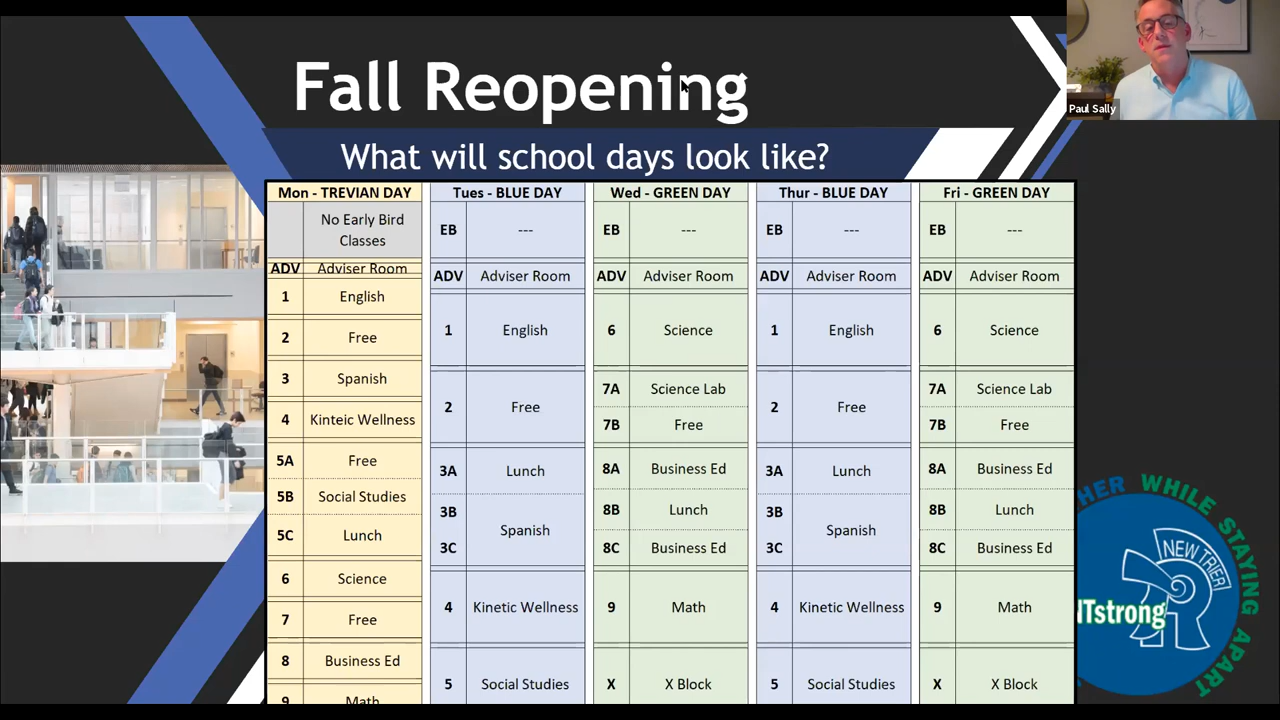 Fall Reopening
Paul Sally
What will school days look like?
Mon - TREVIAN DAY
No Early Bird
Classes
ADV Adviser Room
1 English
2 Free
3 Spanish
4 Kinteic Wellness
5A Free
5B Social Studies
5C Lunch
6 Science
7 Free
8 Business Ed
9 Math
Tues - BLUE DAY
EB ---
ADV Adviser Room
1 English
2 Free
3A Lunch
3B
Spanish
3C
4 Kinetic Wellness
5 Social Studies
Wed - GREEN DAY
EB ---
ADV Adviser Room
6 Science
7A Science Lab
7B Free
8A Business Ed
8B Lunch
8C Business Ed
9 Math
X X Block
Thur - BLUE DAY
EB ---
ADV Adviser Room
1 English
2 Free
3A Lunch
3B
Spanish
3C
4 Kinetic Wellness
5 Social Studies
Fri - GREEN DAY
EB ---
ADV Adviser Room
6 Science
7A Science Lab
7B Free
8A Business Ed
8B Lunch
8C Business Ed
9 Math
X X Block
HER WHILE STAYING APART
NEW TRIER
NTstrong